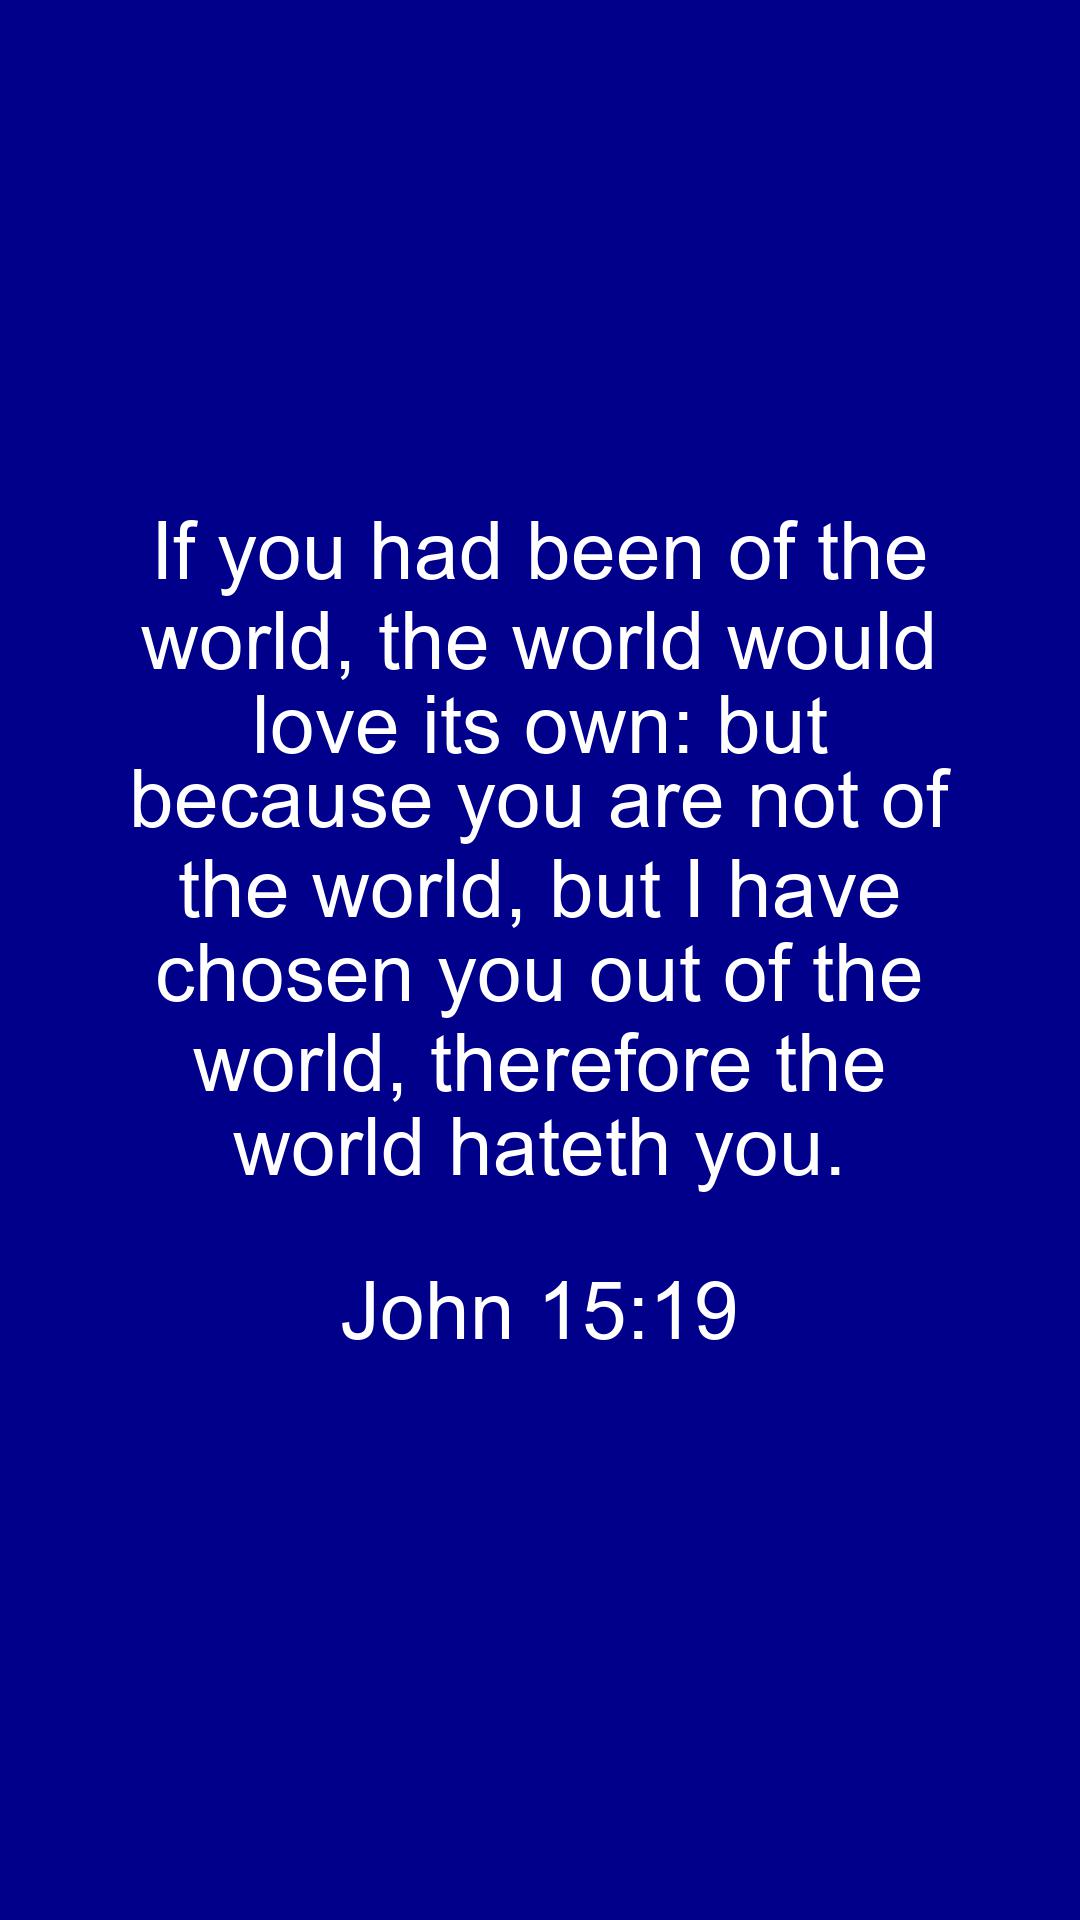 If you had been of the
world, the world would
love its own: but
because you are not of
the world, but I have
chosen you out of the
world, therefore the
world hateth you.
John 15:19